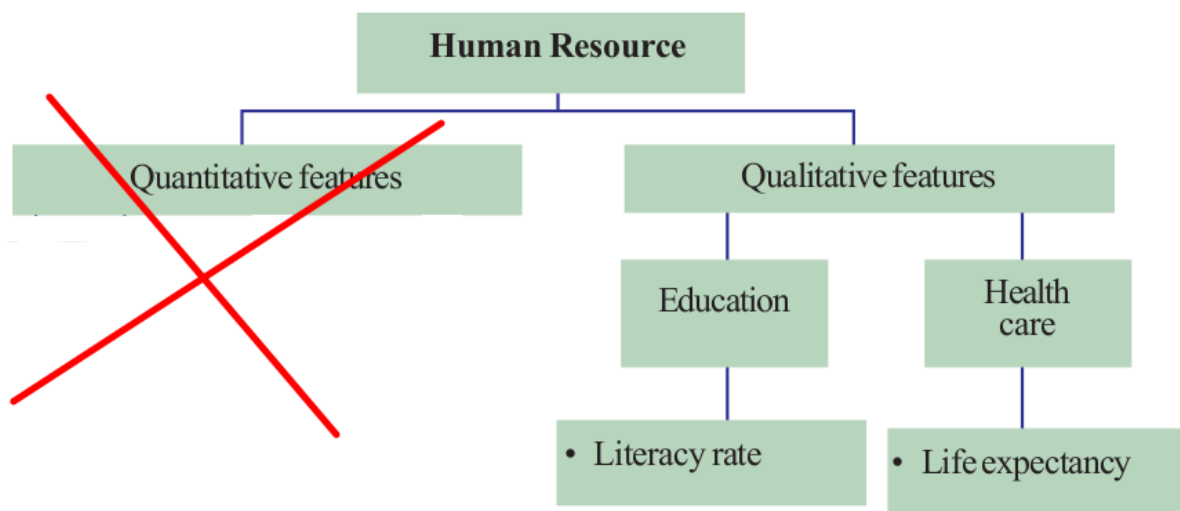 Human Resource
Quantitative features
Qualitative features
Education
Health
care
• Literacy rate
• Life expectancy